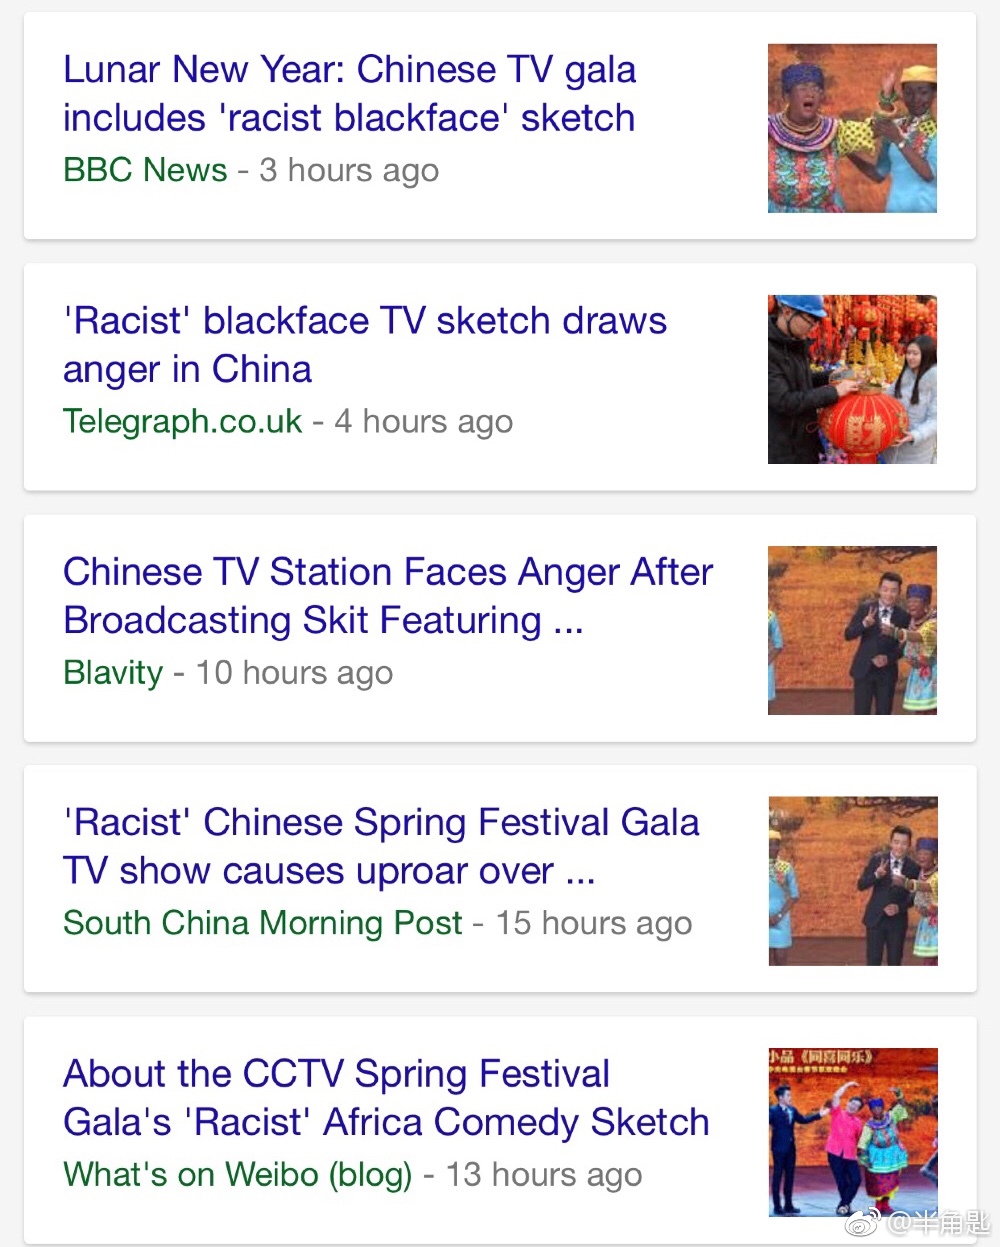 Lunar New Year: Chinese TV gala
includes 'racist blackface' sketch
BBC News - 3 hours ago
'Racist' blackface TV sketch draws
anger in China
Telegraph.co.uk - 4 hours ago
Chinese TV Station Faces Anger After
Broadcasting Skit Featuring ...
Blavity - 10 hours ago
'Racist' Chinese Spring Festival Gala
TV show causes uproar over ...
South China Morning Post - 15 hours ago
About the CCTV Spring Festival
Gala's 'Racist' Africa Comedy Sketch
What's on Weibo (blog) - 13 hours ago
小品《同喜同乐》
@半角匙